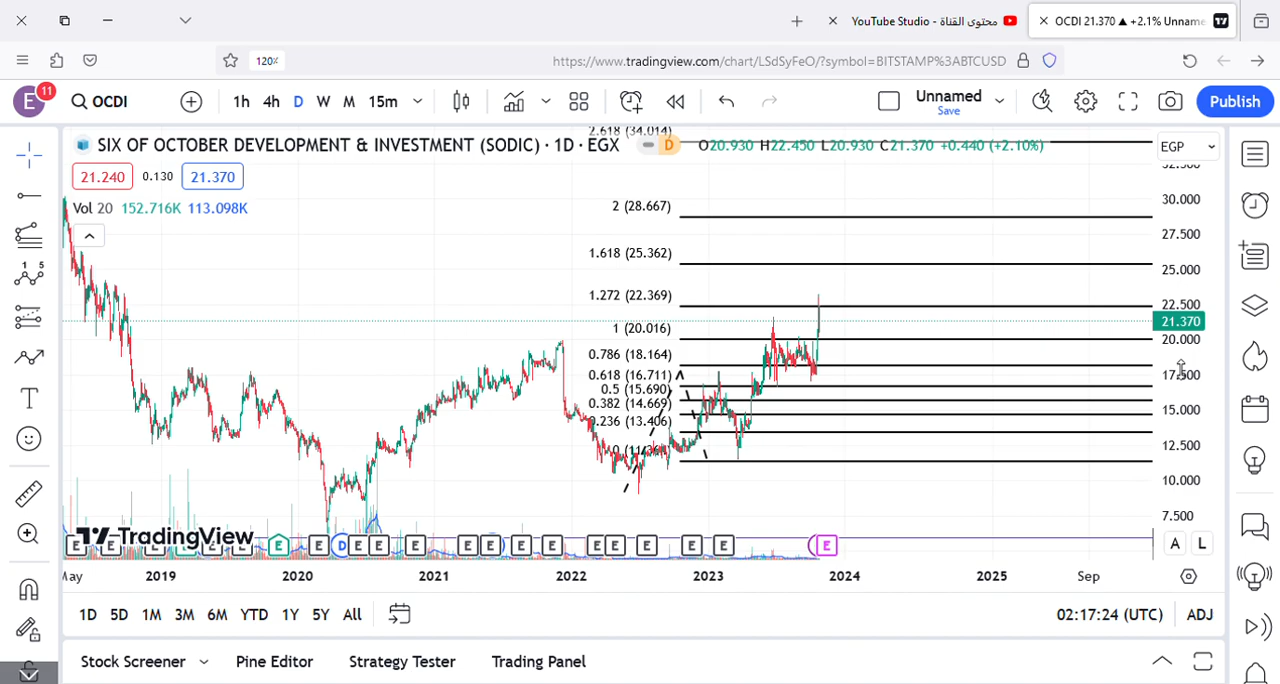 محتوى القناة - YouTube Studio
OCDI 21.370 ▲ +2.1% Unname
120%
https://www.tradingview.com/chart/LSdSyFeO/?symbol=BITSTAMP%3ABTCUSD
E
11
OCDI
1h 4h D W M 15m
Unnamed
Save
Publish
2.618 (34.014)
SIX OF OCTOBER DEVELOPMENT & INVESTMENT (SODIC) · 1D · EGX
D
O20.930 H22.450 L20.930 C21.370 +0.440 (+2.10%)
EGP
32.500
21.240 0.130 21.370
Vol 20 152.716K 113.098K
2 (28.667)
1.618 (25.362)
1.272 (22.369)
1 (20.016)
0.786 (18.164)
0.618 (16.711)
0.5 (15.690)
0.382 (14.669)
0.236 (13.406)
30.000
27.500
25.000
22.500
21.370
20.000
17.500
15.000
12.500
10.000
7.500
TradingView
E E E E E E E D E E E E E E E E E E E E E
A L
May 2019 2020 2021 2022 2023 2024 2025 Sep
1D 5D 1M 3M 6M YTD 1Y 5Y All
02:17:24 (UTC) ADJ
Stock Screener Pine Editor Strategy Tester Trading Panel